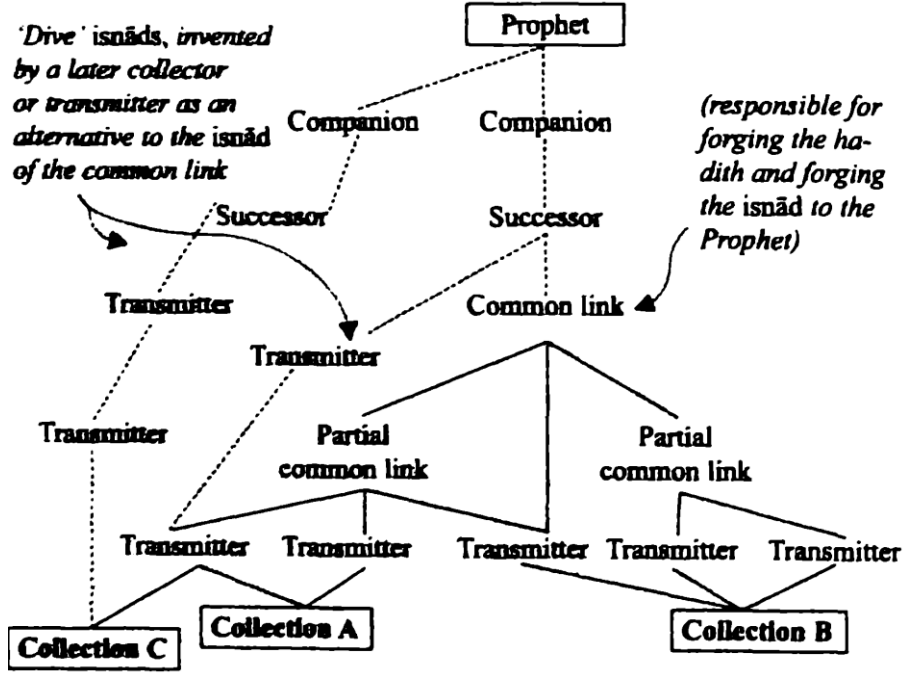 Prophet
'Dive' isnāds, invented
by a later collector
or transmitter as an
alternative to the isnād
of the common link
Companion
Companion
(responsible for
forging the ha-
dith and forging
the isnād to the
Prophet)
Successor
Successor
Transmitter
Common link
Transmitter
Transmitter
Partial
common link
Partial
common link
Transmitter
Transmitter
Transmitter
Transmitter
Transmitter
Collection C
Collection A
Collection B